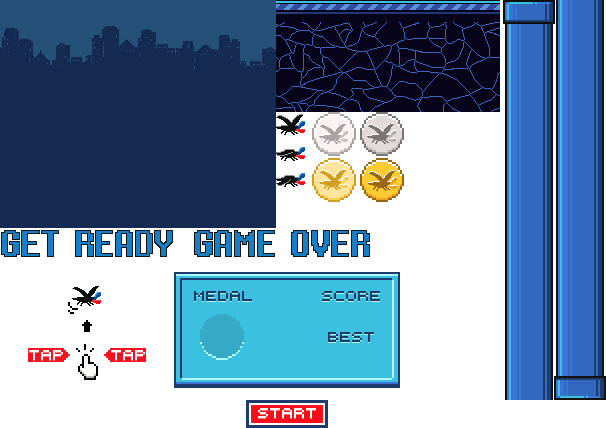 GET READY GAME OVER
MEDAL SCORE
BEST
TAP TAP
START